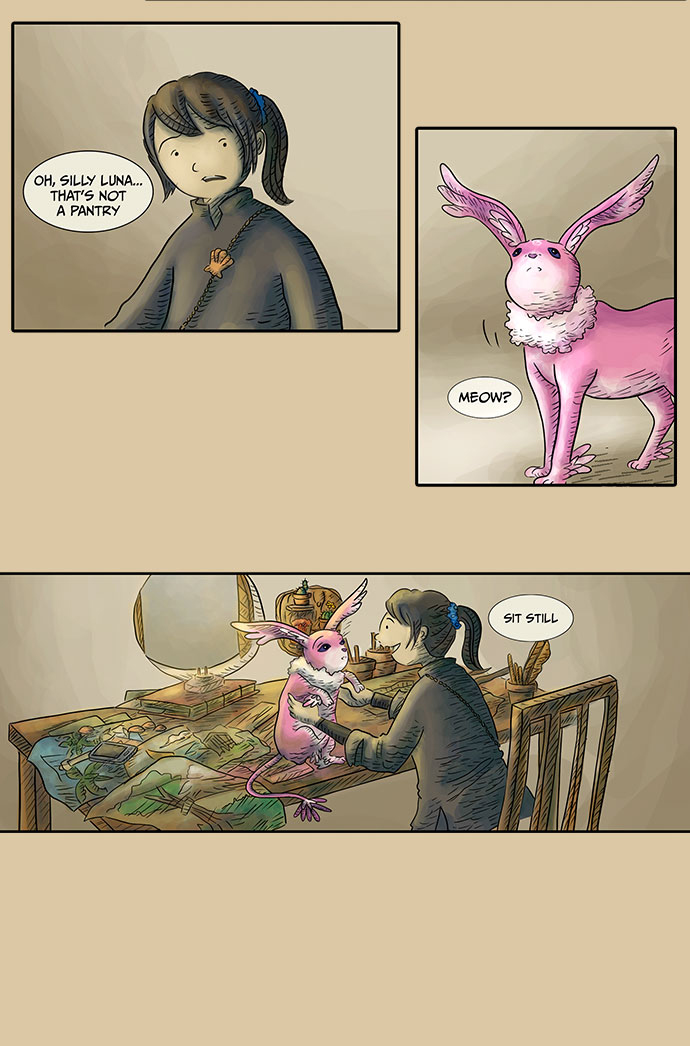 OH, SILLY LUNA...
THAT'S NOT
A PANTRY
MEOW?
SIT STILL